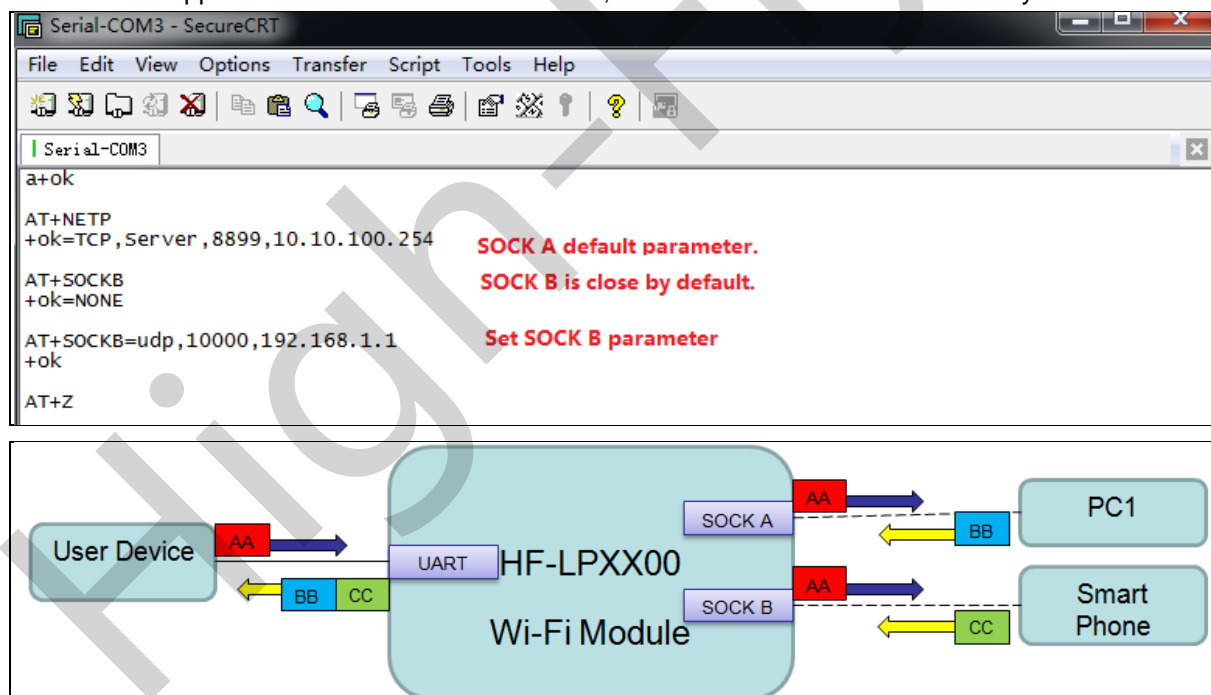 Serial-COM3 - SecureCRT
File Edit View Options Transfer Script Tools Help
Serial-COM3
a+ok
AT+NETP
+ok=TCP,Server,8899,10.10.100.254
SOCK A default parameter.
AT+SOCKB
SOCK B is close by default.
+ok=NONE
AT+SOCKB=udp,10000,192.168.1.1
Set SOCK B parameter
+ok
AT+Z
User Device
AA
BB
CC
UART
HF-LPXX00
Wi-Fi Module
SOCK A
AA
BB
PC1
SOCK B
AA
CC
Smart
Phone